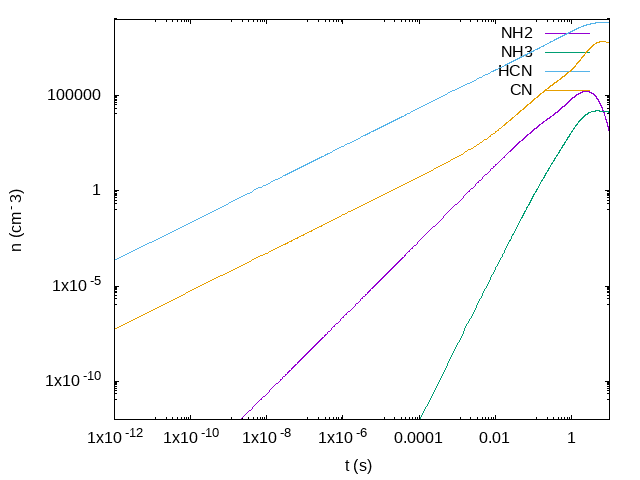 NH2
NH3
HCN
CN
100000
1
1x10^-5
1x10^-10
n (cm^-3)
1x10^-12
1x10^-10
1x10^-8
1x10^-6
0.0001
0.01
1
t (s)